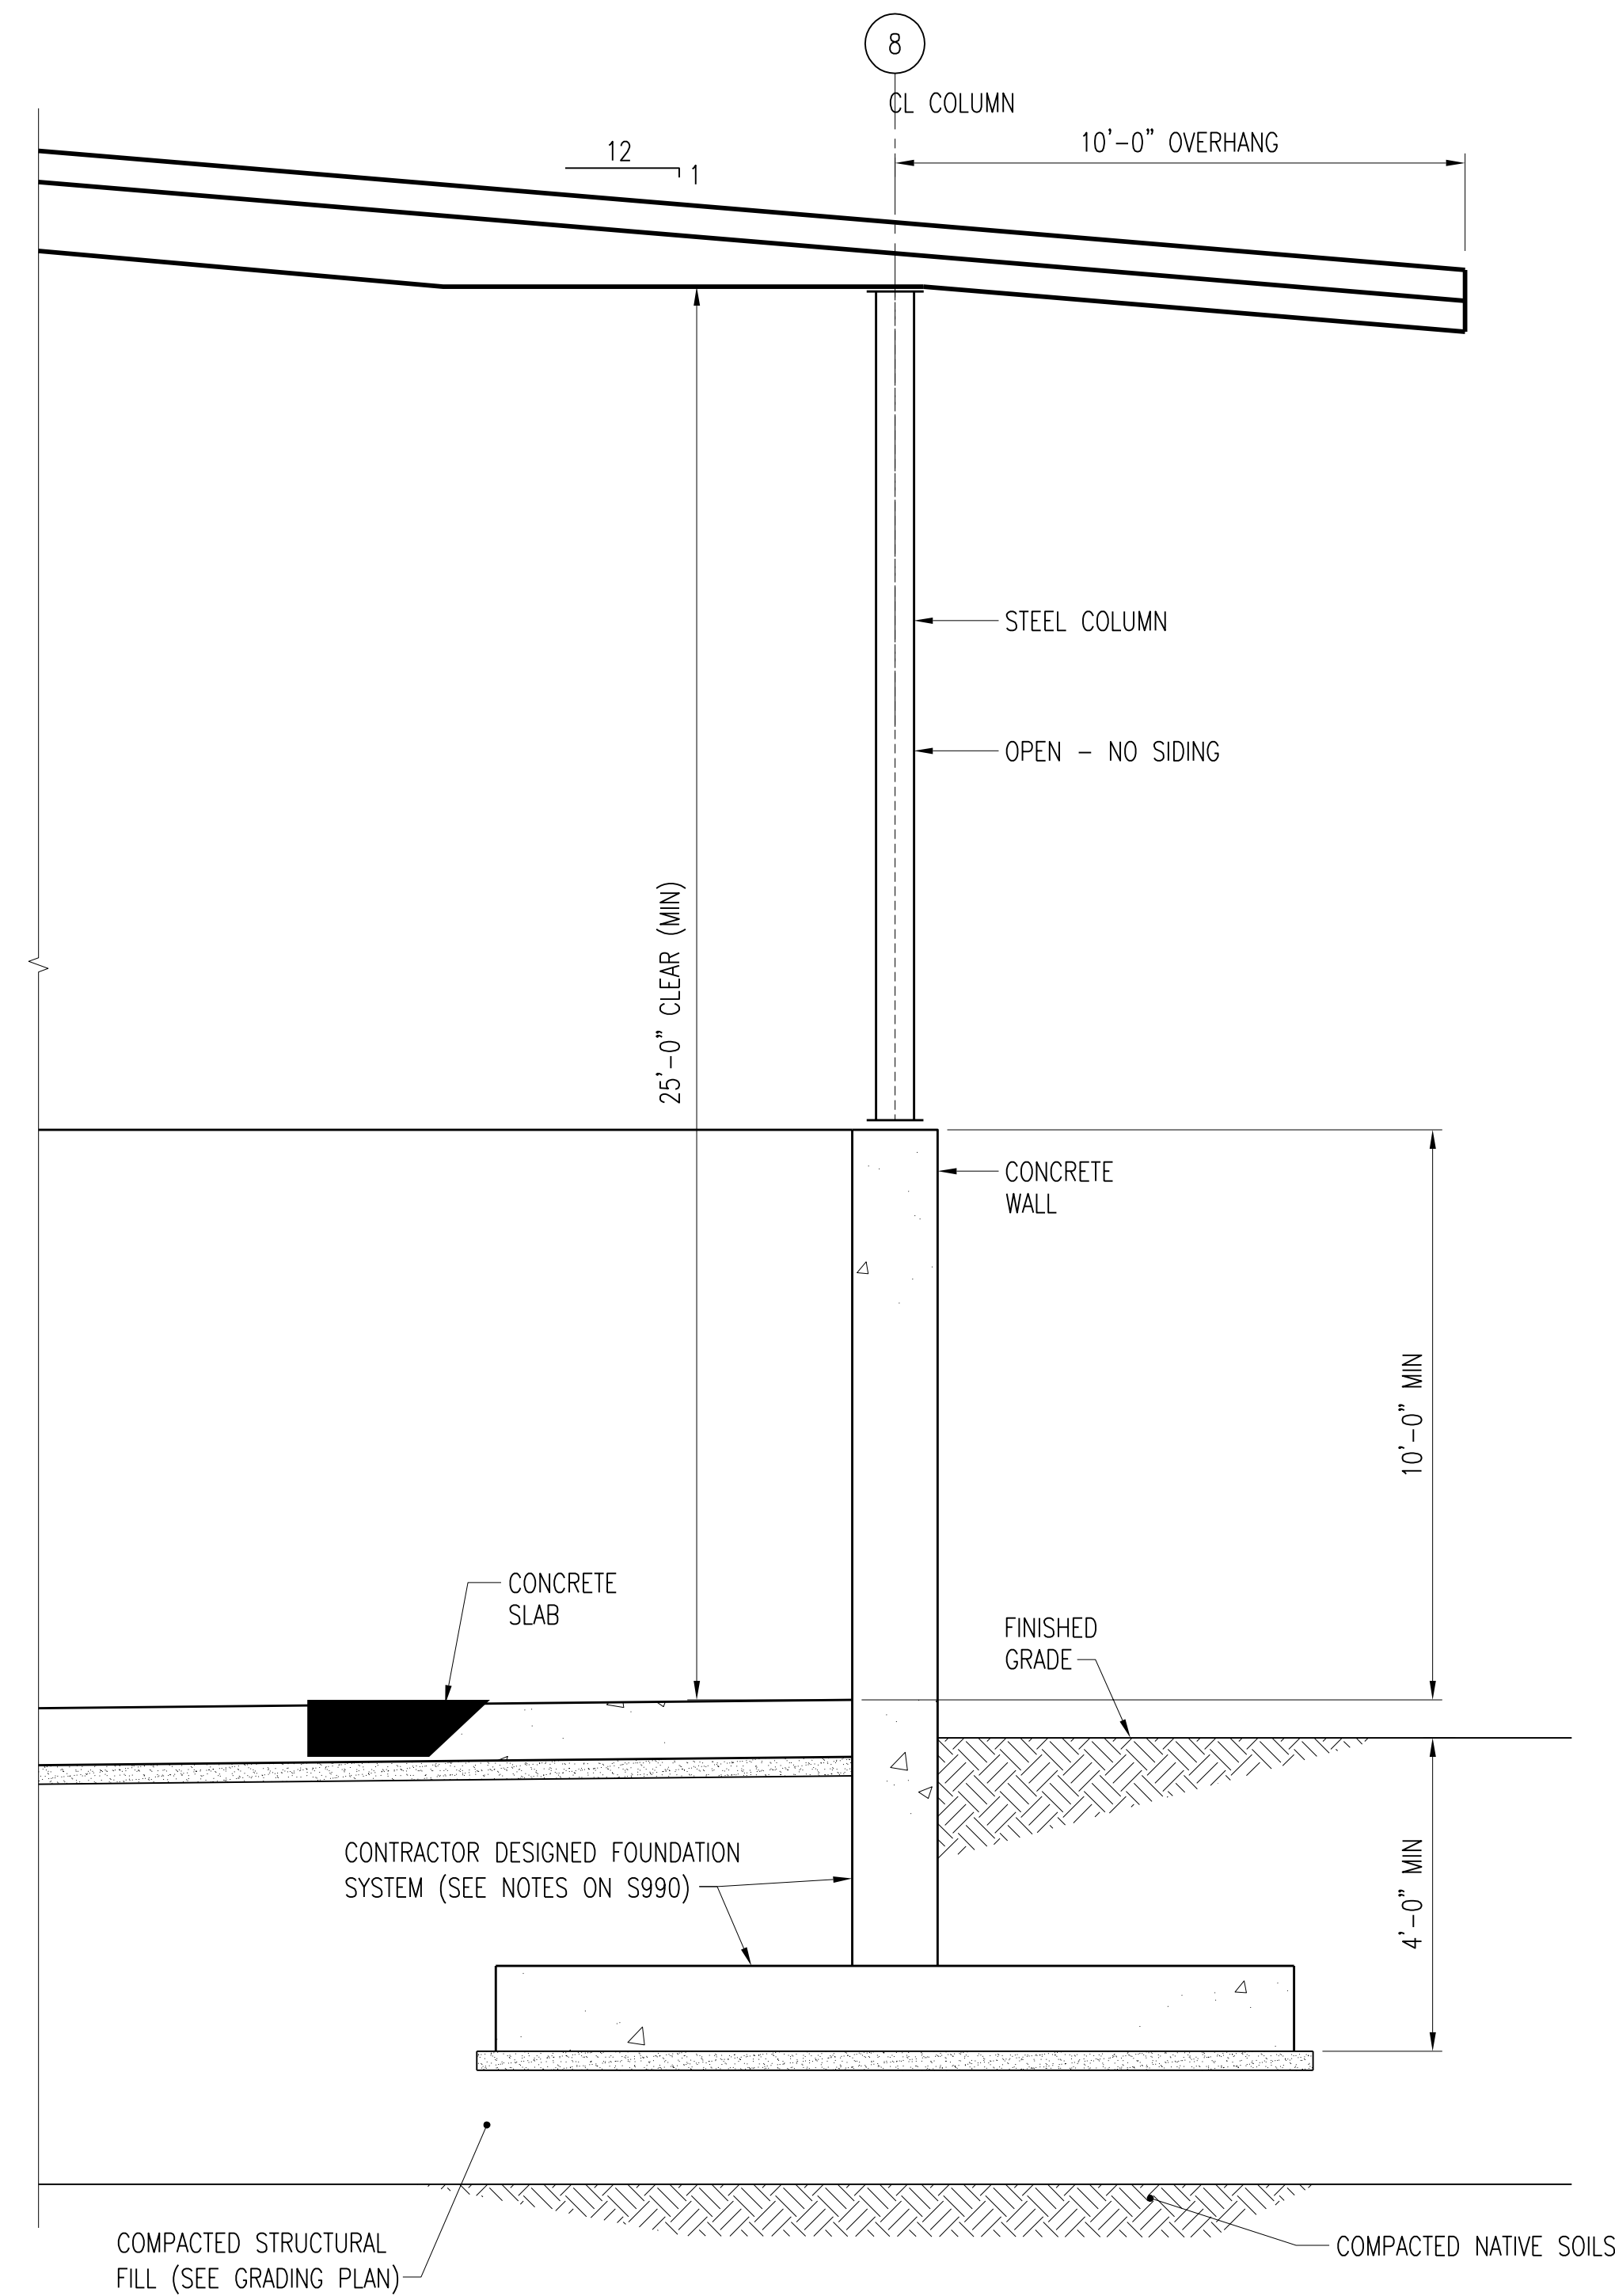 8
CL COLUMN
10'-0" OVERHANG
12
1
STEEL COLUMN
OPEN - NO SIDING
25'-0" CLEAR (MIN)
CONCRETE
WALL
10'-0" MIN
CONCRETE
SLAB
FINISHED
GRADE
CONTRACTOR DESIGNED FOUNDATION
SYSTEM (SEE NOTES ON S990)
4'-0" MIN
COMPACTED STRUCTURAL
FILL (SEE GRADING PLAN)
COMPACTED NATIVE SOILS